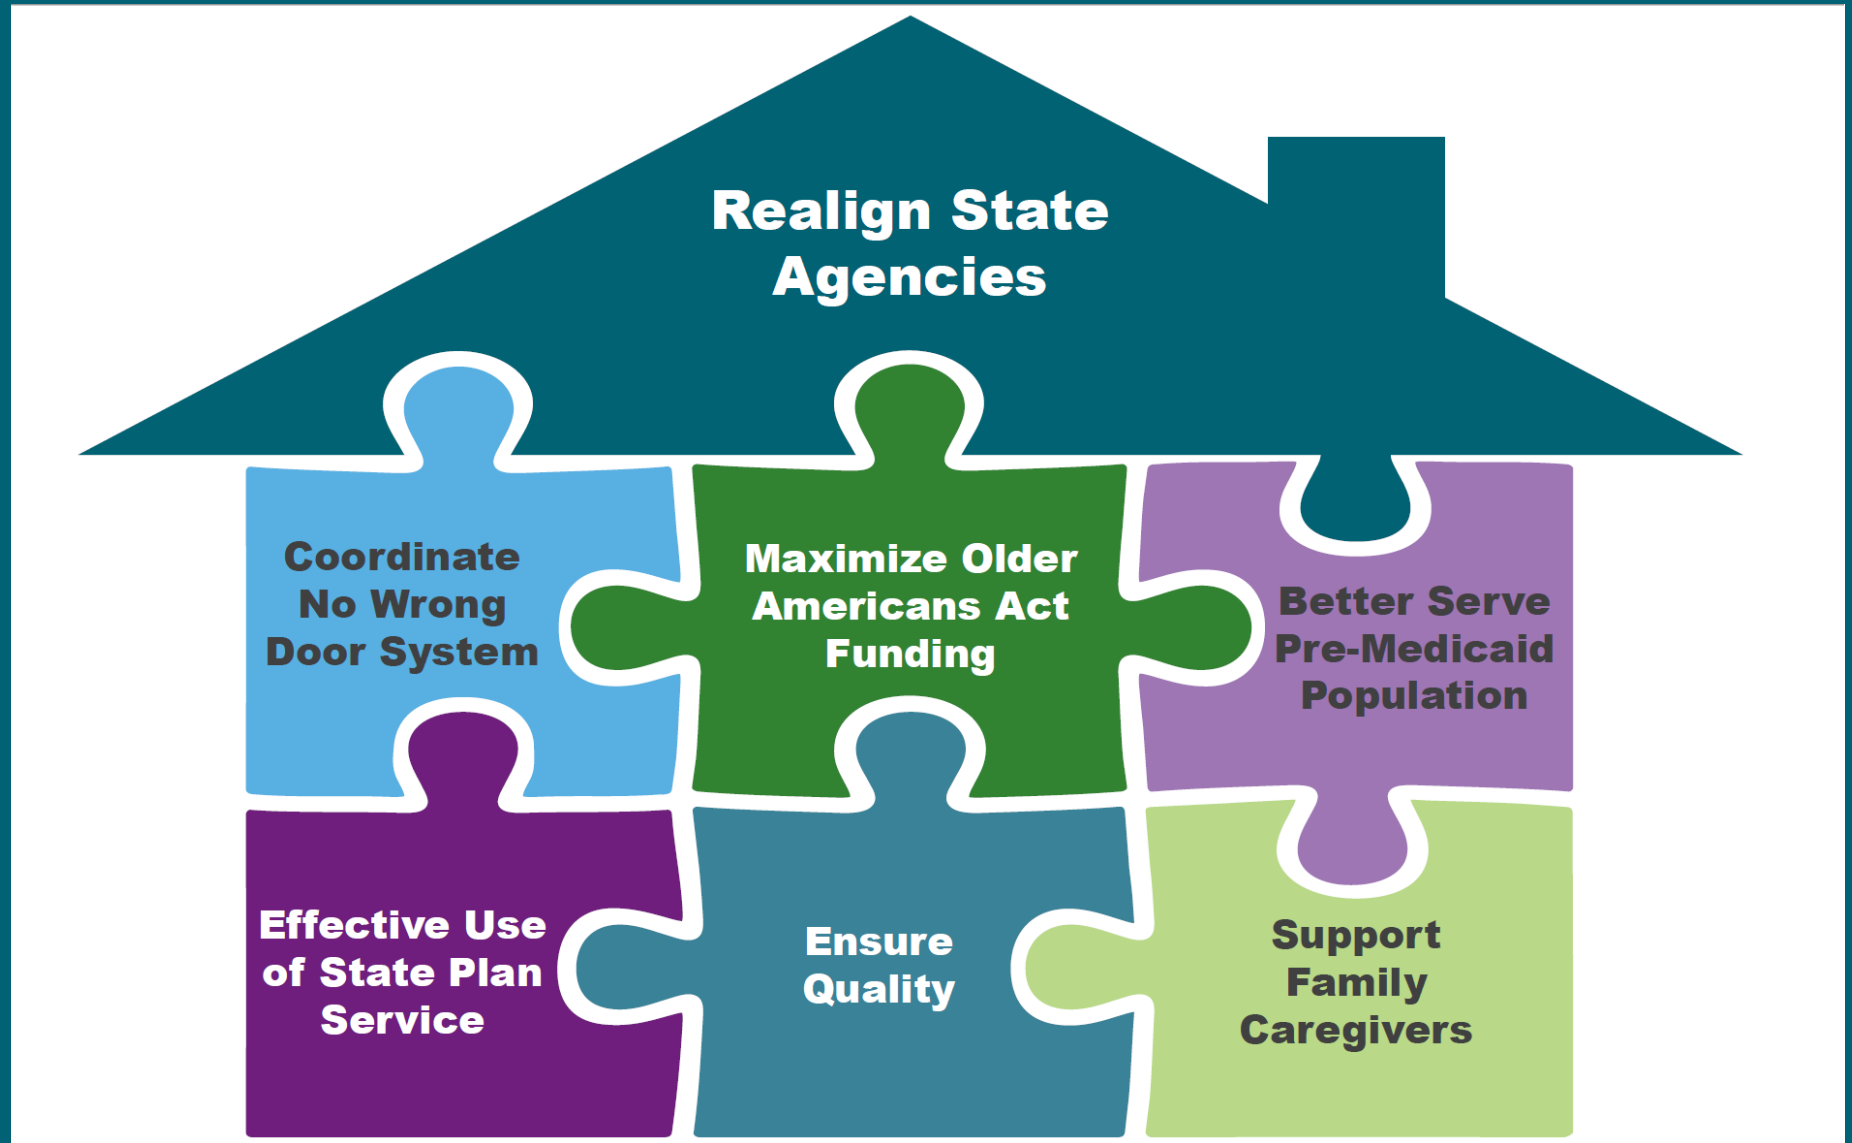 Realign State
Agencies
Coordinate
No Wrong
Door System
Maximize Older
Americans Act
Funding
Better Serve
Pre-Medicaid
Population
Effective Use
of State Plan
Service
Ensure
Quality
Support
Family
Caregivers